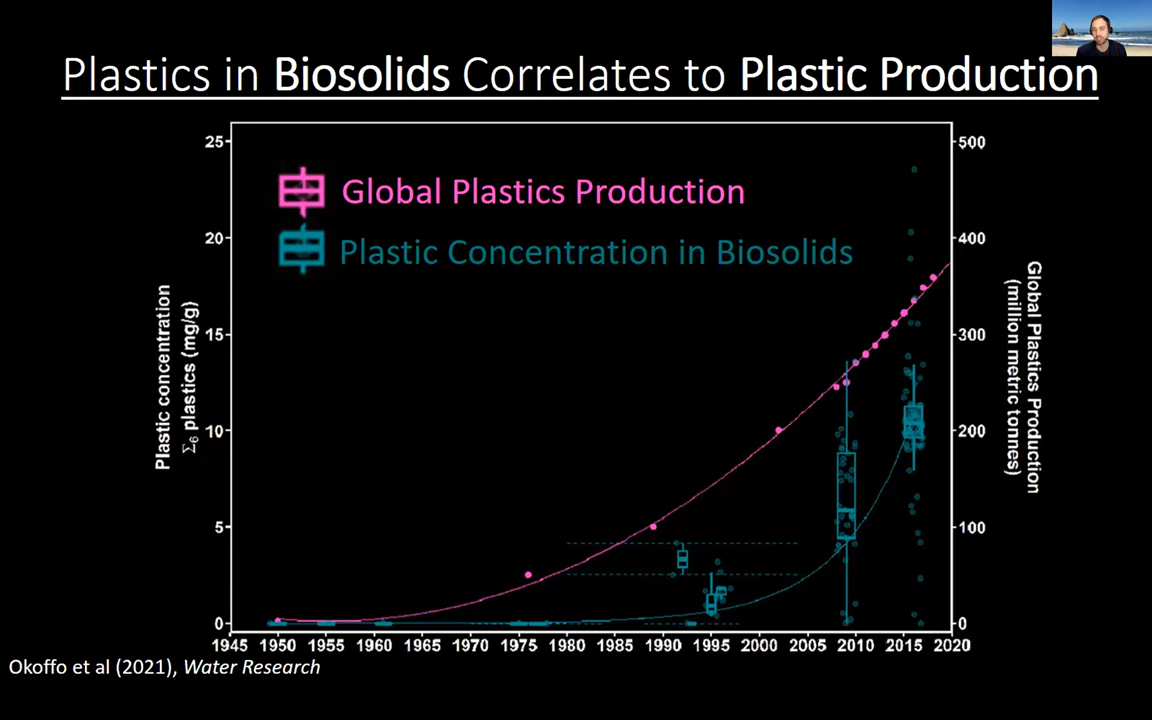 Plastics in Biosolids Correlates to Plastic Production
Global Plastics Production
Plastic Concentration in Biosolids
Plastic concentration
Σ6 plastics (mg/g)
25
20
15
10
5
0
500
400
300
200
100
0
Global Plastics Production
(million metric tonnes)
1945 1950 1955 1960 1965 1970 1975 1980 1985 1990 1995 2000 2005 2010 2015 2020
Okoffo et al (2021), Water Research